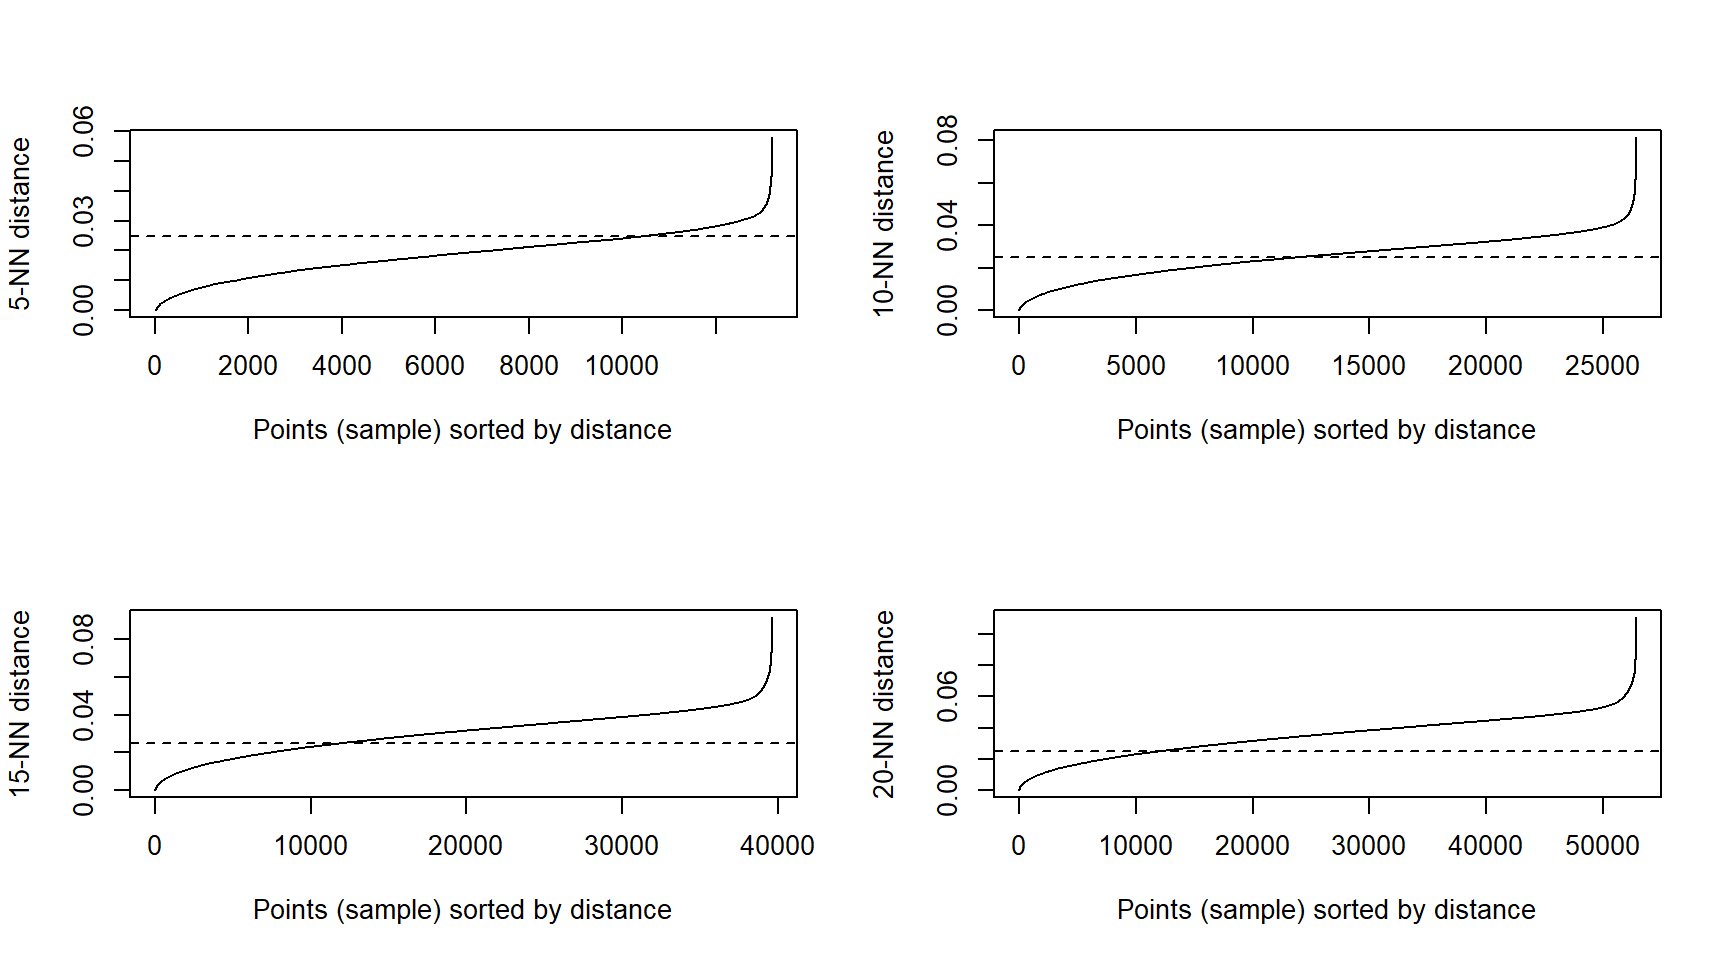 5-NN distance
0.00 0.03 0.06
0 2000 4000 6000 8000 10000
Points (sample) sorted by distance
10-NN distance
0.00 0.04 0.08
0 5000 10000 15000 20000 25000
Points (sample) sorted by distance
15-NN distance
0.00 0.04 0.08
0 10000 20000 30000 40000
Points (sample) sorted by distance
20-NN distance
0.00 0.06
0 10000 20000 30000 40000 50000
Points (sample) sorted by distance